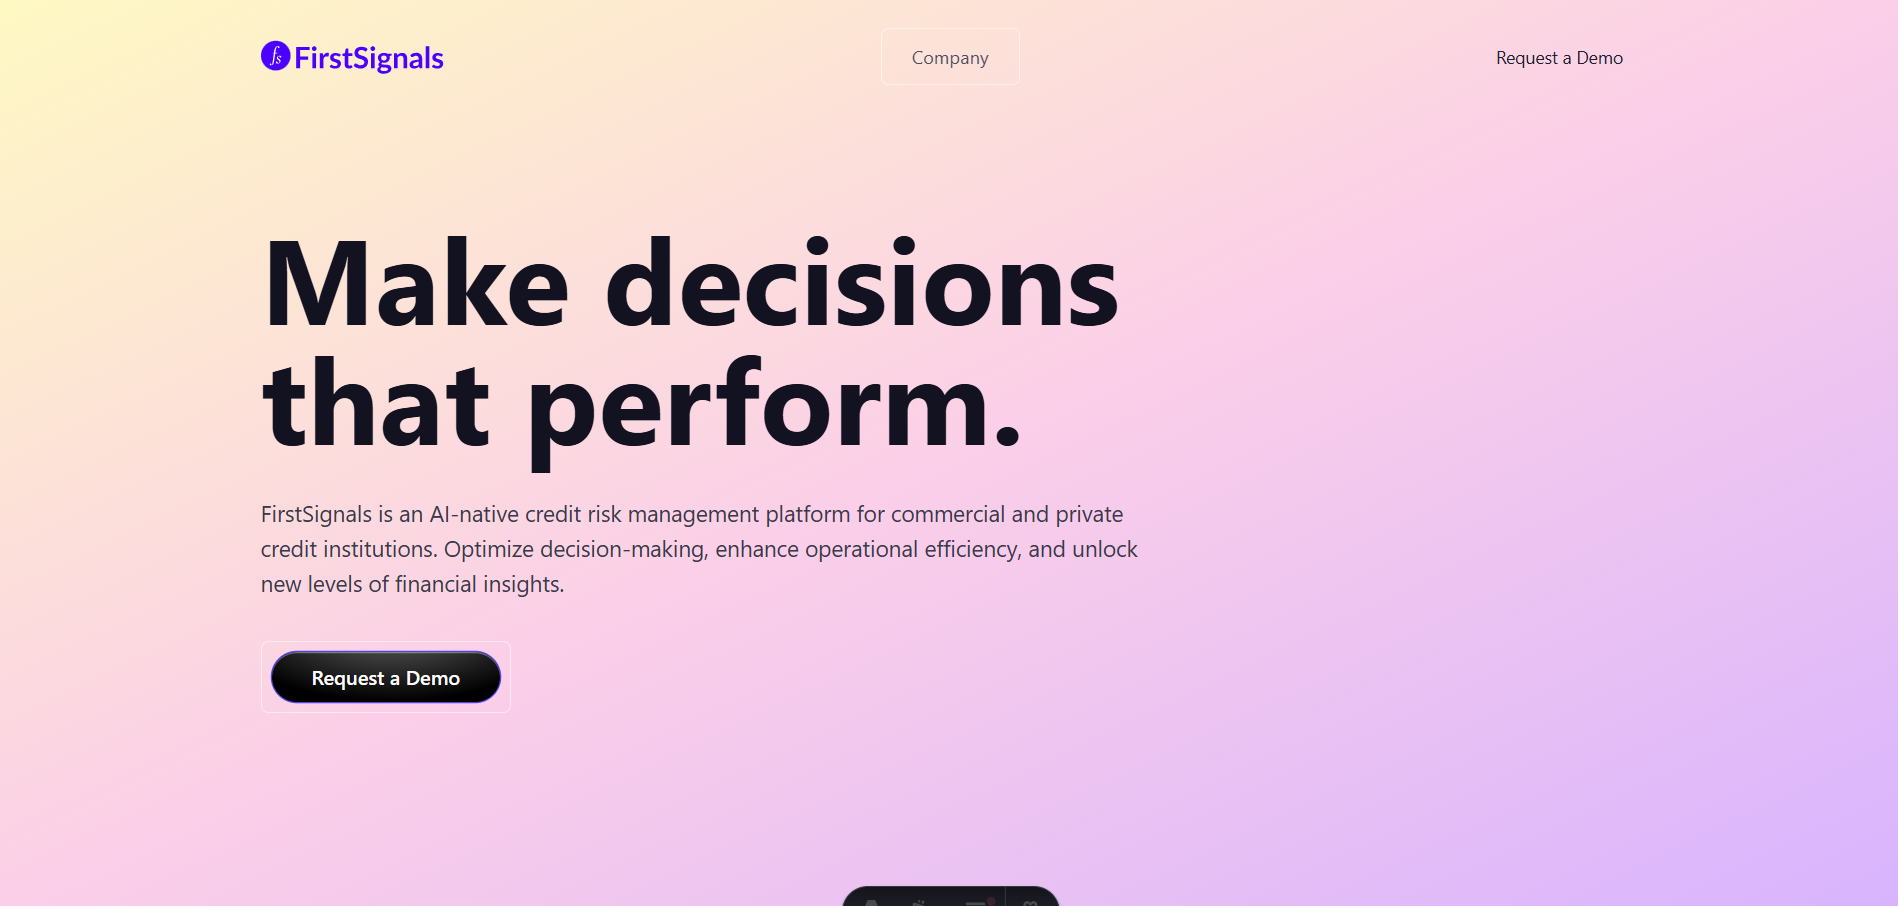 fs FirstSignals
Company
Request a Demo
Make decisions
that perform.
FirstSignals is an AI-native credit risk management platform for commercial and private
credit institutions. Optimize decision-making, enhance operational efficiency, and unlock
new levels of financial insights.
Request a Demo